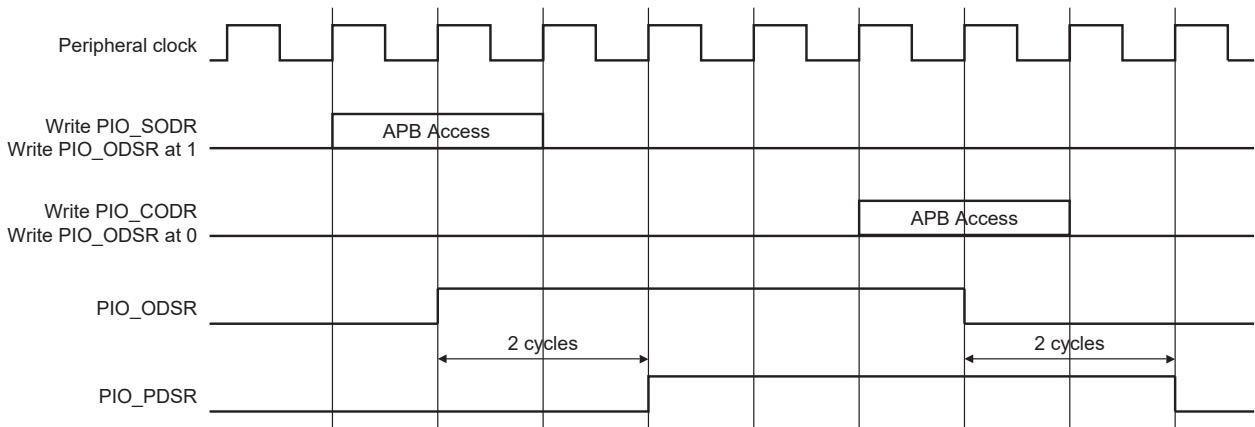 Peripheral clock
Write PIO_SODR
Write PIO_ODSR at 1
APB Access
Write PIO_CODR
Write PIO_ODSR at 0
APB Access
PIO_ODSR
2 cycles
2 cycles
PIO_PDSR